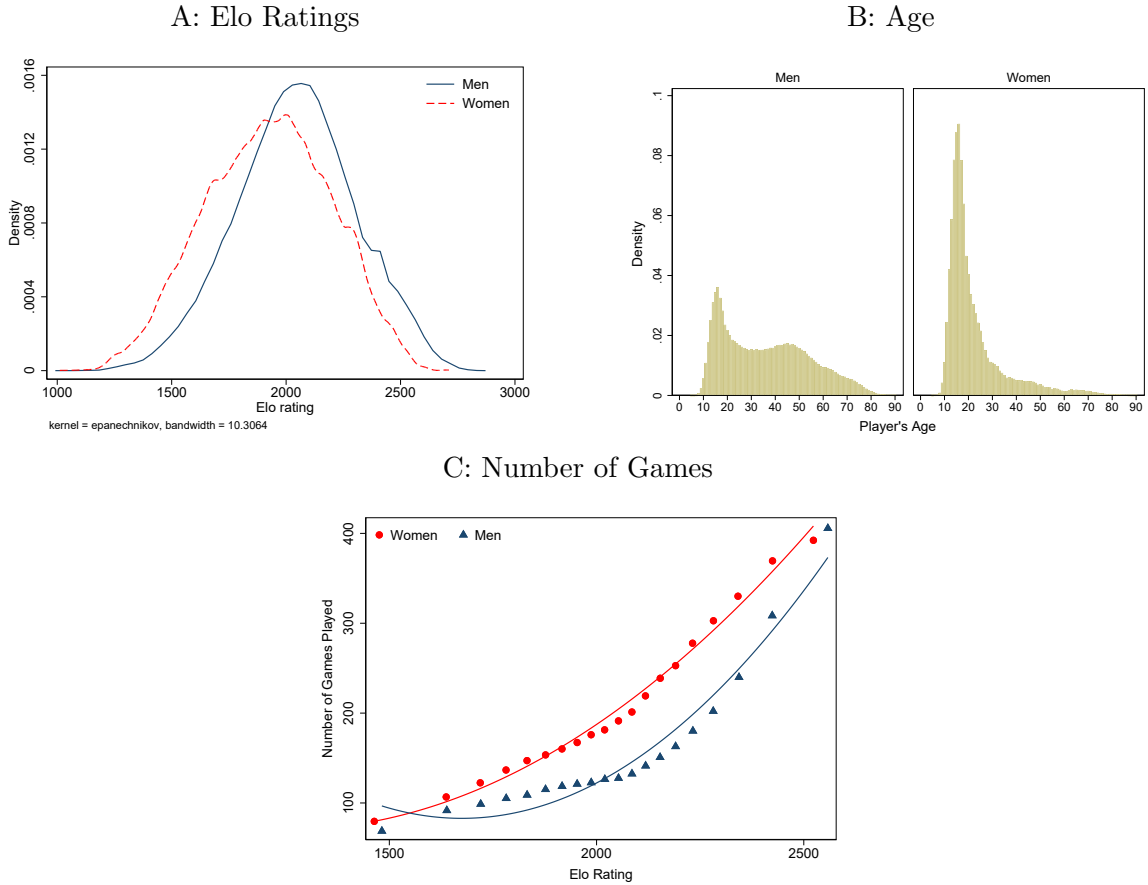 A: Elo Ratings
Density
0
.0004
.0008
.0012
.0016
Men
Women
1000 1500 2000 2500 3000
Elo rating
kernel = epanechnikov, bandwidth = 10.3064
B: Age
Men Women
Density
0
.02
.04
.06
.08
.1
0 10 20 30 40 50 60 70 80 90 0 10 20 30 40 50 60 70 80 90
Player's Age
C: Number of Games
Number of Games Played
100
200
300
400
Women Men
1500 2000 2500
Elo Rating